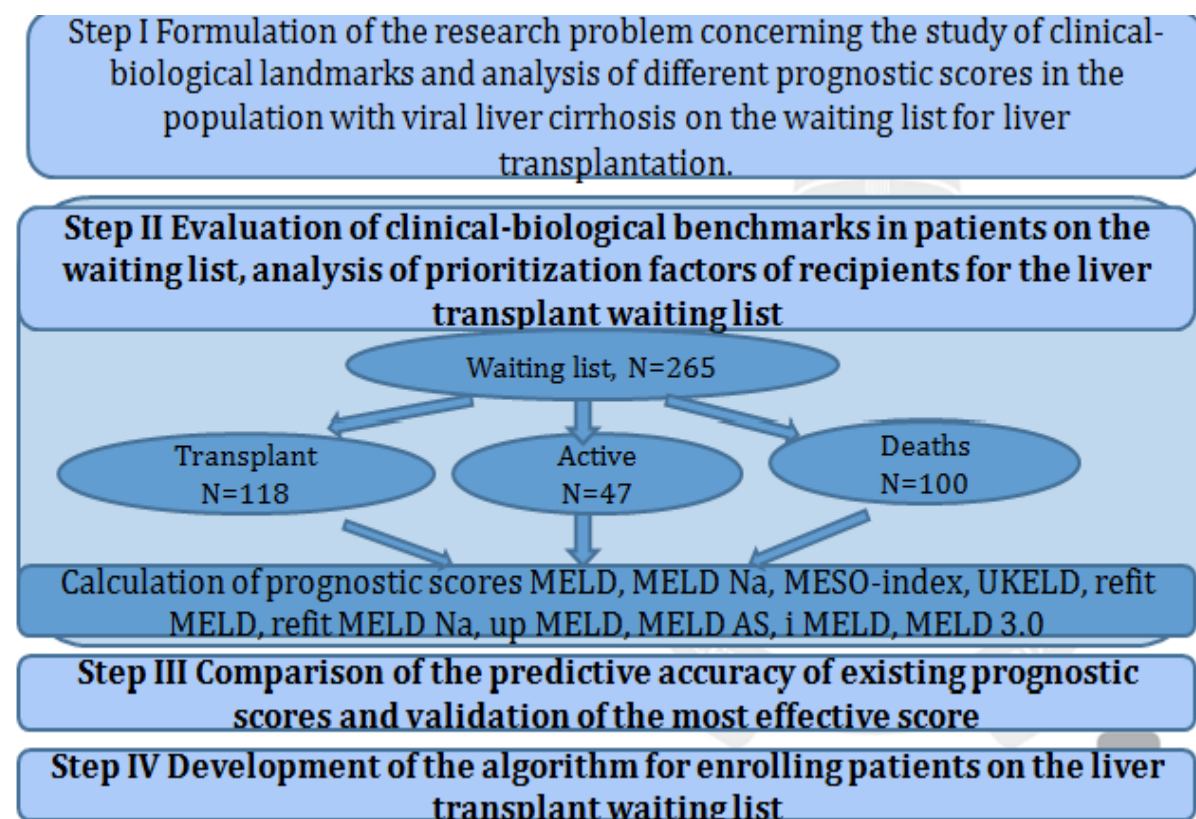 Step I Formulation of the research problem concerning the study of clinical-
biological landmarks and analysis of different prognostic scores in the
population with viral liver cirrhosis on the waiting list for liver
transplantation.
Step II Evaluation of clinical-biological benchmarks in patients on the
waiting list, analysis of prioritization factors of recipients for the liver
transplant waiting list
Waiting list, N=265
Transplant
N=118
Active
N=47
Deaths
N=100
Calculation of prognostic scores MELD, MELD Na, MESO-index, UKELD, refit
MELD, refit MELD Na, up MELD, MELD AS, i MELD, MELD 3.0
Step III Comparison of the predictive accuracy of existing prognostic
scores and validation of the most effective score
Step IV Development of the algorithm for enrolling patients on the liver
transplant waiting list